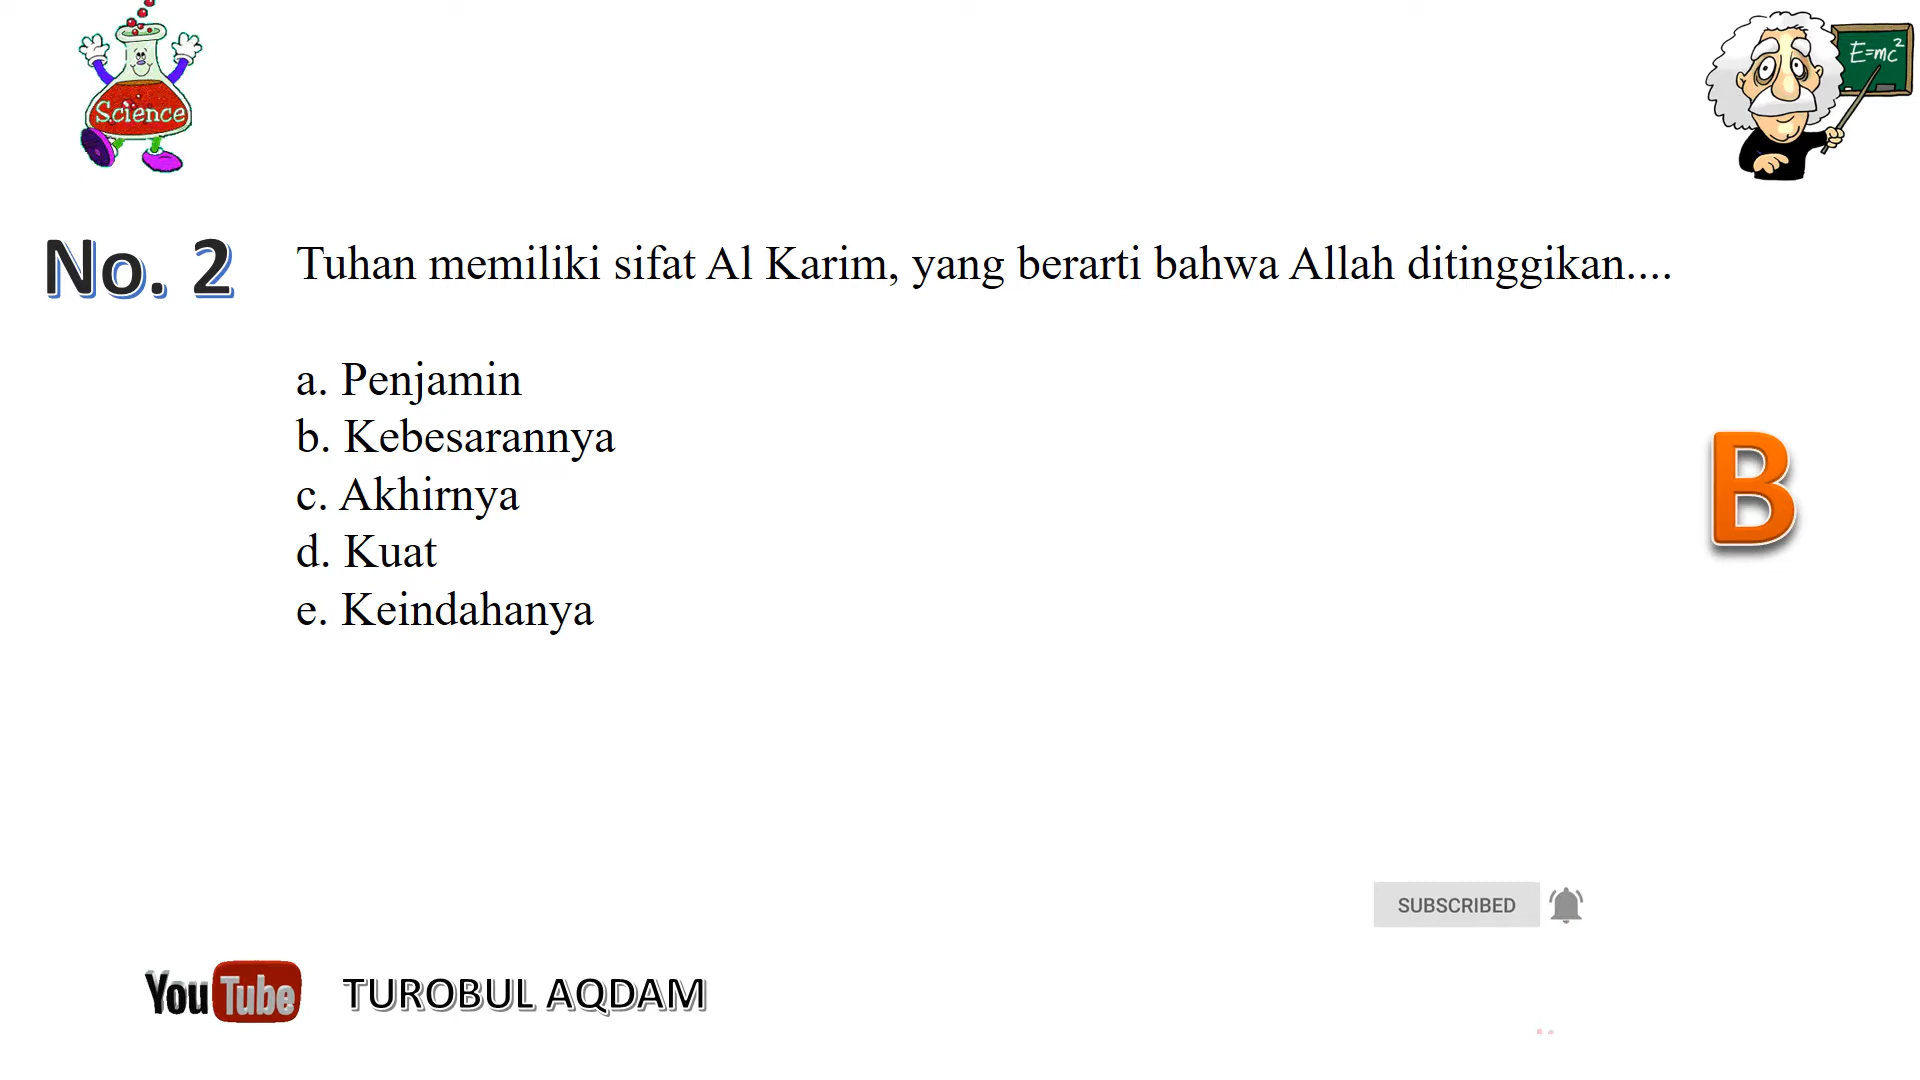 Science
E=mc²
No. 2
Tuhan memiliki sifat Al Karim, yang berarti bahwa Allah ditinggikan....
a. Penjamin
b. Kebesarannya
c. Akhirnya
d. Kuat
e. Keindahanya
B
SUBSCRIBED
YouTube
TUROBUL AQDAM